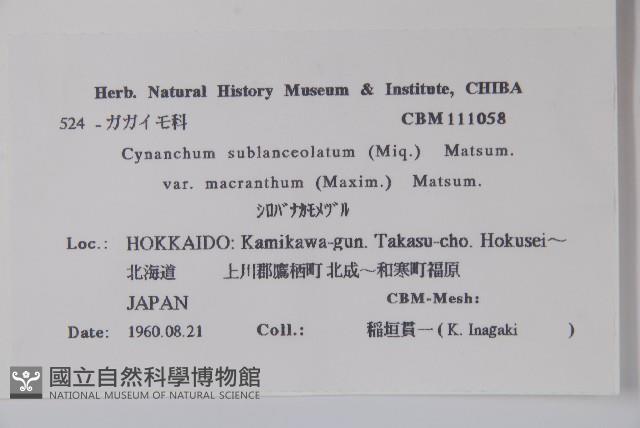 Herb. Natural History Museum & Institute, CHIBA
524 - ガガイモ科 CBM 111058
Cynanchum sublanceolatum (Miq.) Matsum.
var. macranthum (Maxim.) Matsum.
ｼﾛﾊﾞﾅｶﾓﾒﾂﾞﾙ
Loc.: HOKKAIDO: Kamikawa-gun. Takasu-cho. Hokusei～
北海道 上川郡鷹栖町 北成～和寒町福原
JAPAN CBM-Mesh:
Date: 1960.08.21 Coll.: 稲垣貫一 ( K. Inagaki )
國立自然科學博物館
NATIONAL MUSEUM OF NATURAL SCIENCE